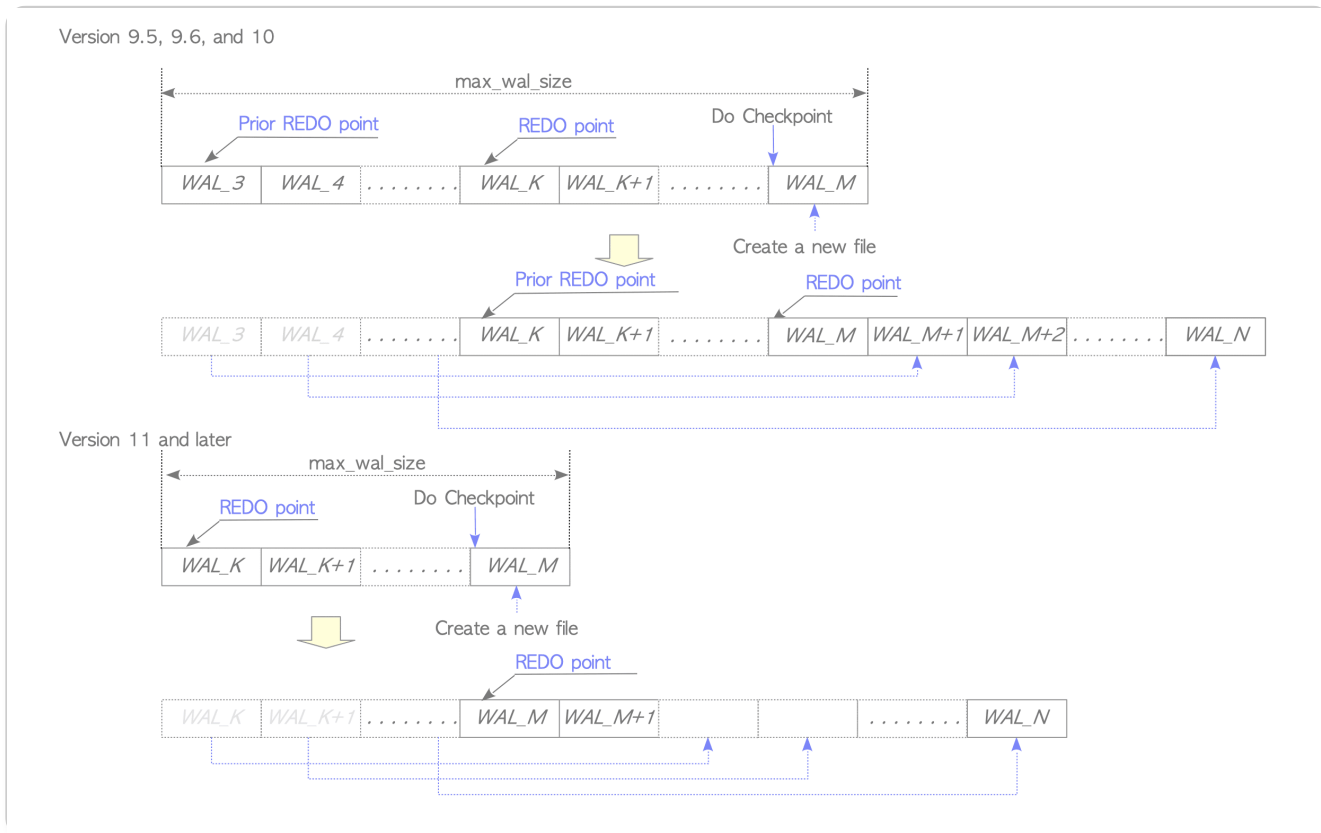 Version 9.5, 9.6, and 10
max_wal_size
Prior REDO point
REDO point
Do Checkpoint
WAL_3 WAL_4 ........ WAL_K WAL_K+1 ........ WAL_M
Create a new file
Prior REDO point
REDO point
WAL_3 WAL_4 ........ WAL_K WAL_K+1 ........ WAL_M WAL_M+1 WAL_M+2 ........ WAL_N
Version 11 and later
max_wal_size
REDO point
Do Checkpoint
WAL_K WAL_K+1 ........ WAL_M
Create a new file
REDO point
WAL_K WAL_K+1 ........ WAL_M WAL_M+1 ........ WAL_N